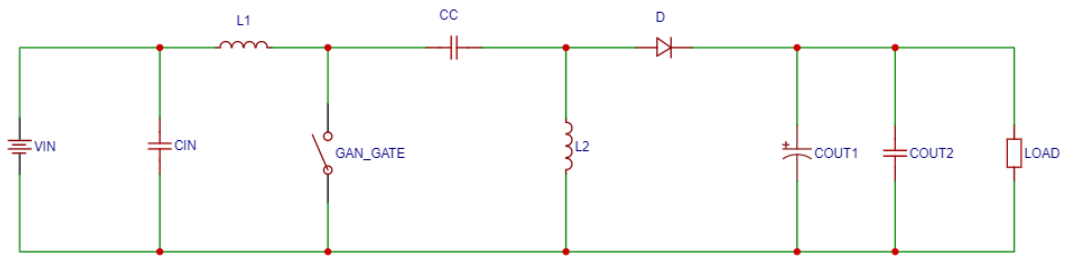 L1
CC
D
VIN
CIN
GAN_GATE
L2
COUT1
COUT2
LOAD